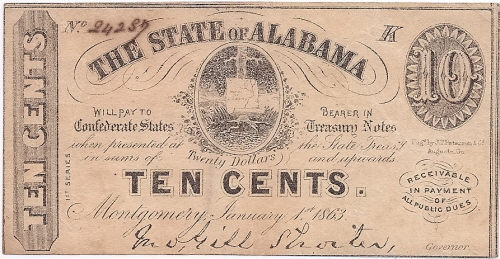 No. 24287
THE STATE OF ALABAMA
A
10
WILL PAY TO BEARER IN
Confederate States Treasury Notes
when presented at the State Treas'y
in sums of Twenty Dollars and upwards
TEN CENTS.
Montgomery, January 1st 1863
Governor.
TEN CENTS
1ST SERIES
Augusta, Ga.
RECEIVABLE
IN PAYMENT
OF
ALL PUBLIC DUES